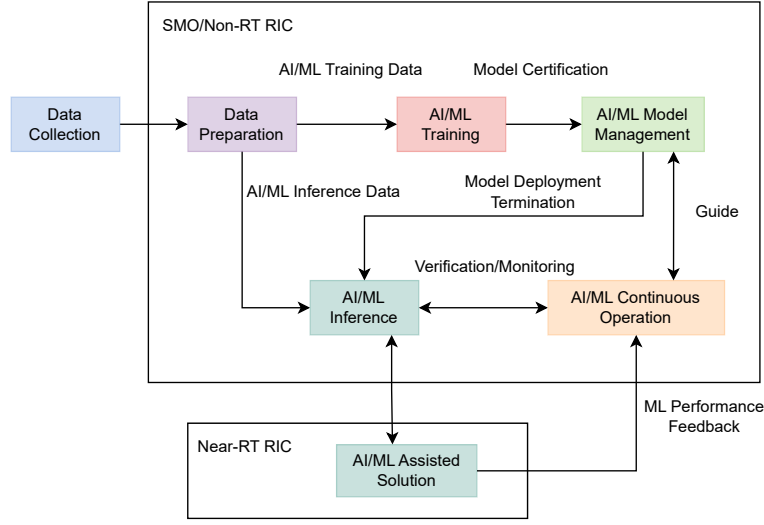 SMO/Non-RT RIC
AI/ML Training Data
Model Certification
Data
Collection
Data
Preparation
AI/ML
Training
AI/ML Model
Management
AI/ML Inference Data
Model Deployment
Termination
Guide
Verification/Monitoring
AI/ML
Inference
AI/ML Continuous
Operation
ML Performance
Feedback
Near-RT RIC
AI/ML Assisted
Solution